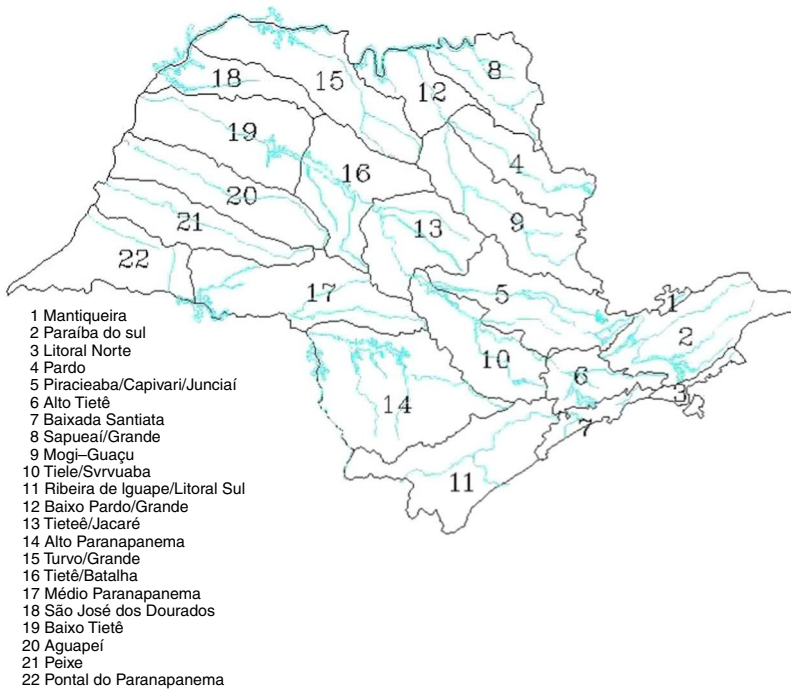 8
18
15
12
19
4
16
20
13
9
21
22
17
5
1
2
10
6
3
14
7
11
1 Mantiqueira
2 Paraíba do sul
3 Litoral Norte
4 Pardo
5 Piracieaba/Capivari/Junciaí
6 Alto Tietê
7 Baixada Santiata
8 Sapueaí/Grande
9 Mogi–Guaçu
10 Tiele/Svrvuaba
11 Ribeira de Iguape/Litoral Sul
12 Baixo Pardo/Grande
13 Tieteê/Jacaré
14 Alto Paranapanema
15 Turvo/Grande
16 Tietê/Batalha
17 Médio Paranapanema
18 São José dos Dourados
19 Baixo Tietê
20 Aguapeí
21 Peixe
22 Pontal do Paranapanema